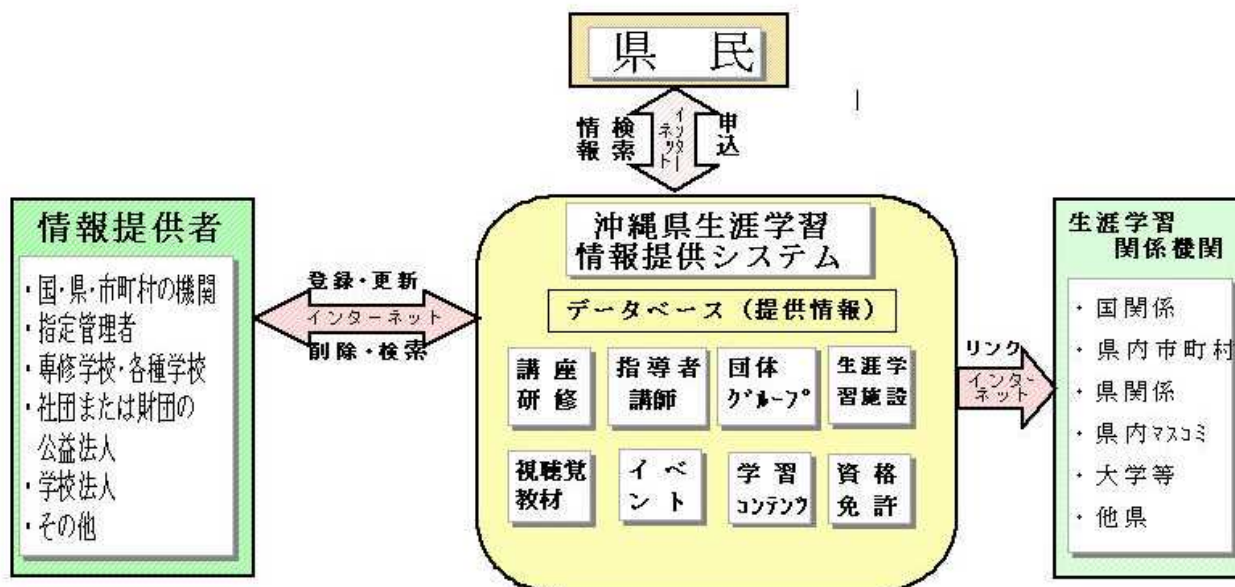 県 民
情報
検索
インターネット
申込
情報提供者
・国・県・市町村の機関
・指定管理者
・専修学校・各種学校
・社団または財団の
公益法人
・学校法人
・その他
登録・更新
インターネット
削除・検索
沖縄県生涯学習
情報提供システム
データベース（提供情報）
講 座
研 修
指導者
講師
団体
グループ
生涯学
習施設
視聴覚
教材
イ ベ
ン ト
学 習
コンテンツ
資 格
免 許
リンク
インター
ネット
生涯学習
関係機関
・ 国関係
・ 県内市町村
・ 県関係
・ 県内マスコミ
・ 大学等
・ 他県